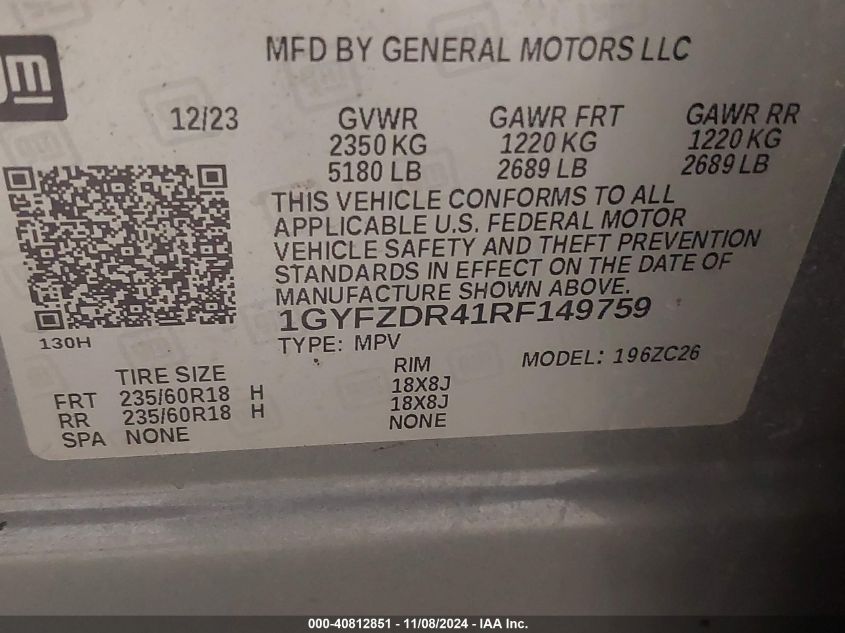 gm
MFD BY GENERAL MOTORS LLC
12/23 GVWR GAWR FRT GAWR RR
2350 KG 1220 KG 1220 KG
5180 LB 2689 LB 2689 LB
THIS VEHICLE CONFORMS TO ALL
APPLICABLE U.S. FEDERAL MOTOR
VEHICLE SAFETY AND THEFT PREVENTION
STANDARDS IN EFFECT ON THE DATE OF
MANUFACTURE SHOWN ABOVE.
1GYFZDR41RF149759
130H
TYPE: MPV MODEL: 196ZC26
TIRE SIZE RIM
FRT 235/60R18 H 18X8J
RR 235/60R18 H 18X8J
SPA NONE NONE
000-40812851 - 11/08/2024 - IAA Inc.